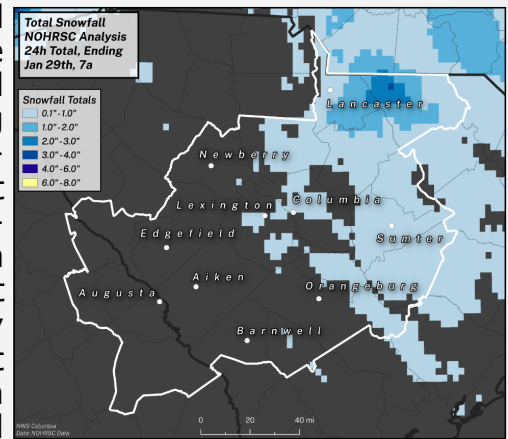 Total Snowfall
NOHRSC Analysis
24h Total, Ending
Jan 29th, 7a
Snowfall Totals
0.1" - 1.0"
1.0" - 2.0"
2.0" - 3.0"
3.0" - 4.0"
4.0" - 6.0"
6.0" - 8.0"
Lancaster
Newberry
Lexington
Columbia
Edgefield
Sumter
Aiken
Augusta
Orangeburg
Barnwell
0 20 40 mi
NWS Columbia
Data: NOHRSC Data